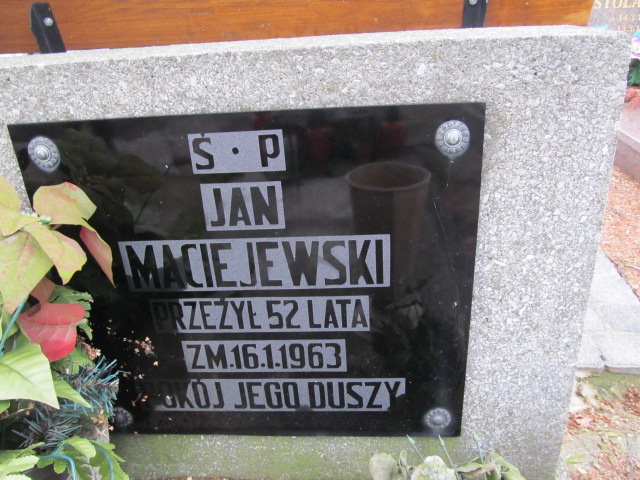 Ś • P
JAN
MACIEJEWSKI
PRZEŻYŁ 52 LATA
ZM.16.1.1963
POKÓJ JEGO DUSZY